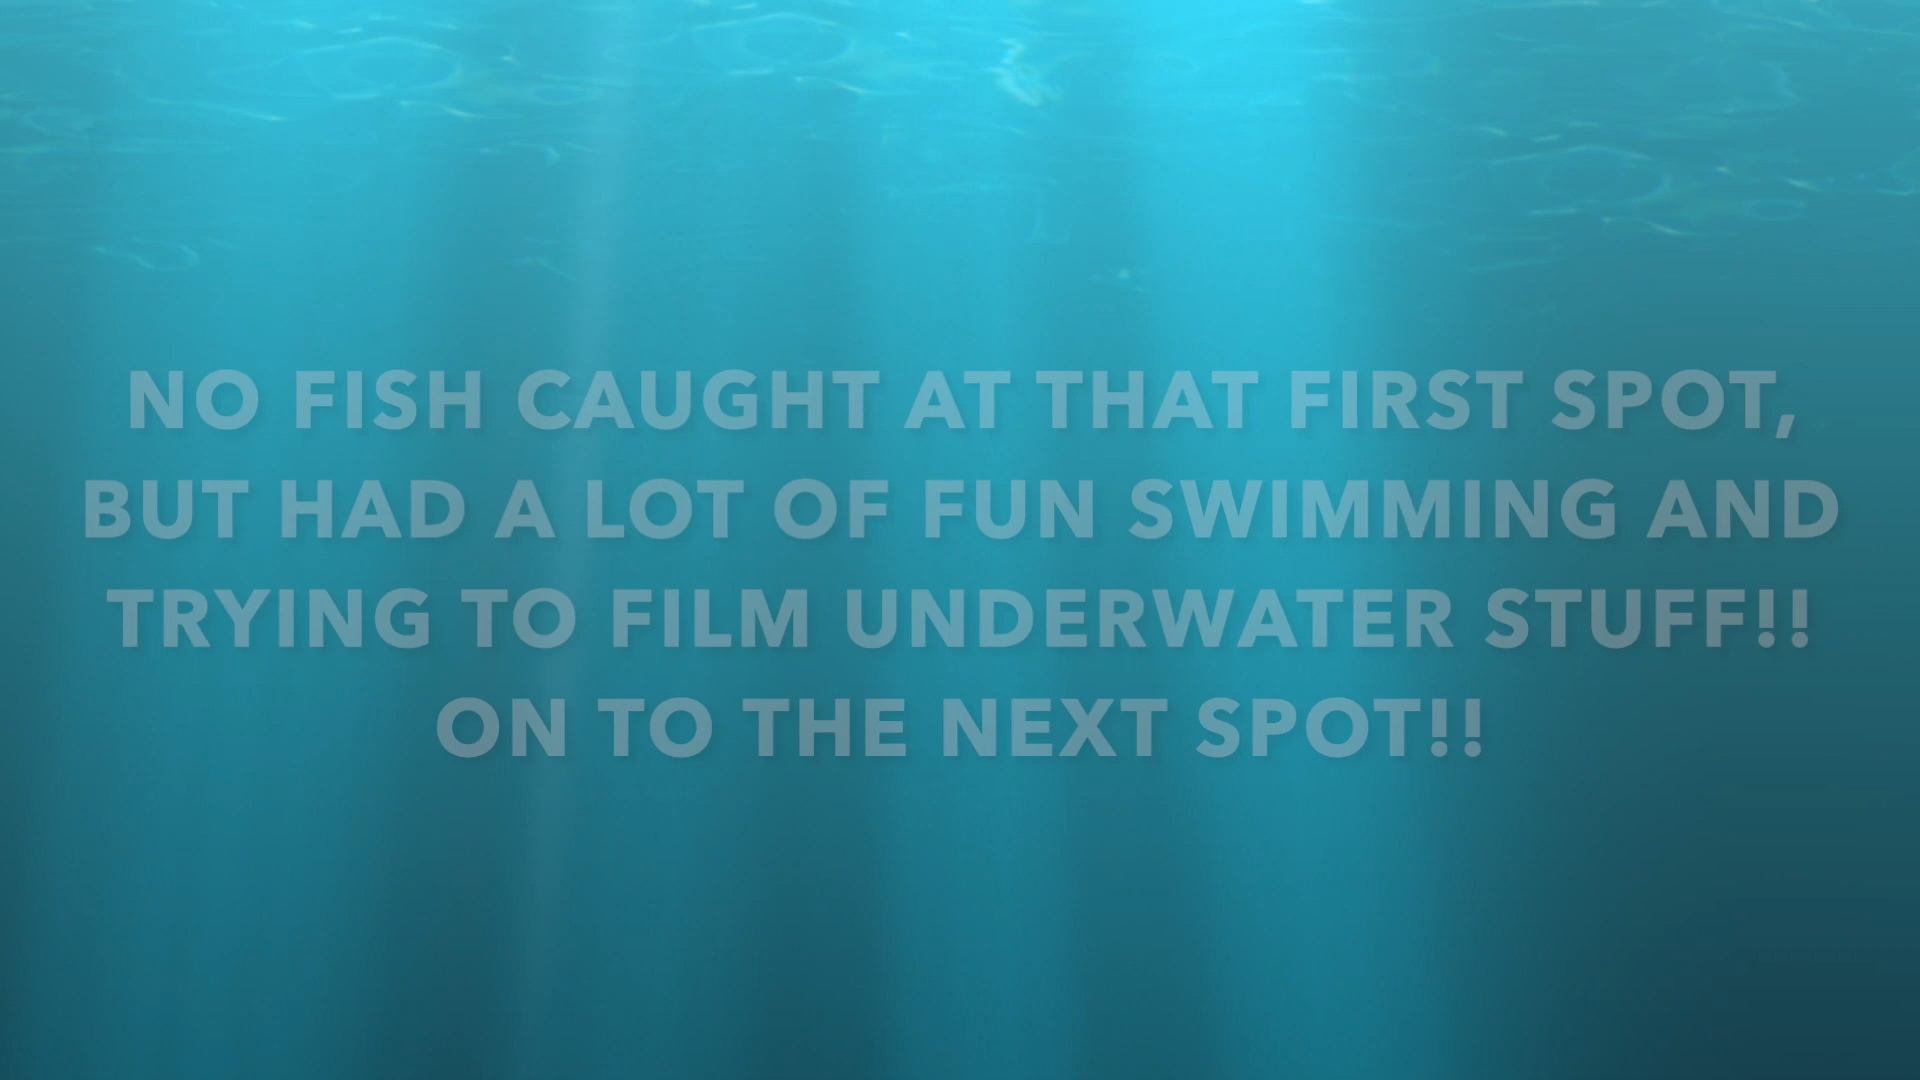 NO FISH CAUGHT AT THAT FIRST SPOT,
BUT HAD A LOT OF FUN SWIMMING AND
TRYING TO FILM UNDERWATER STUFF!!
ON TO THE NEXT SPOT!!